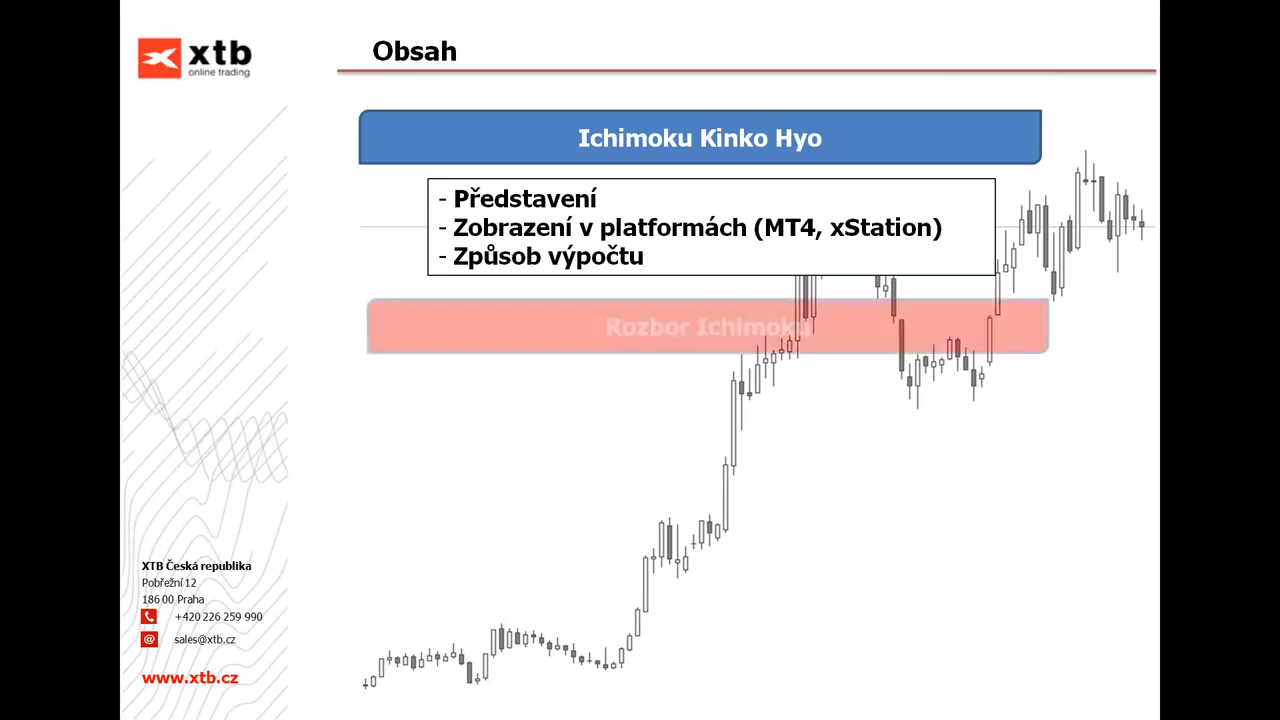 xtb
online trading
Obsah
Ichimoku Kinko Hyo
- Představení
- Zobrazení v platformách (MT4, xStation)
- Způsob výpočtu
Rozbor Ichimoku
XTB Česká republika
Pobřežní 12
186 00 Praha
+420 226 259 990
@ sales@xtb.cz
www.xtb.cz